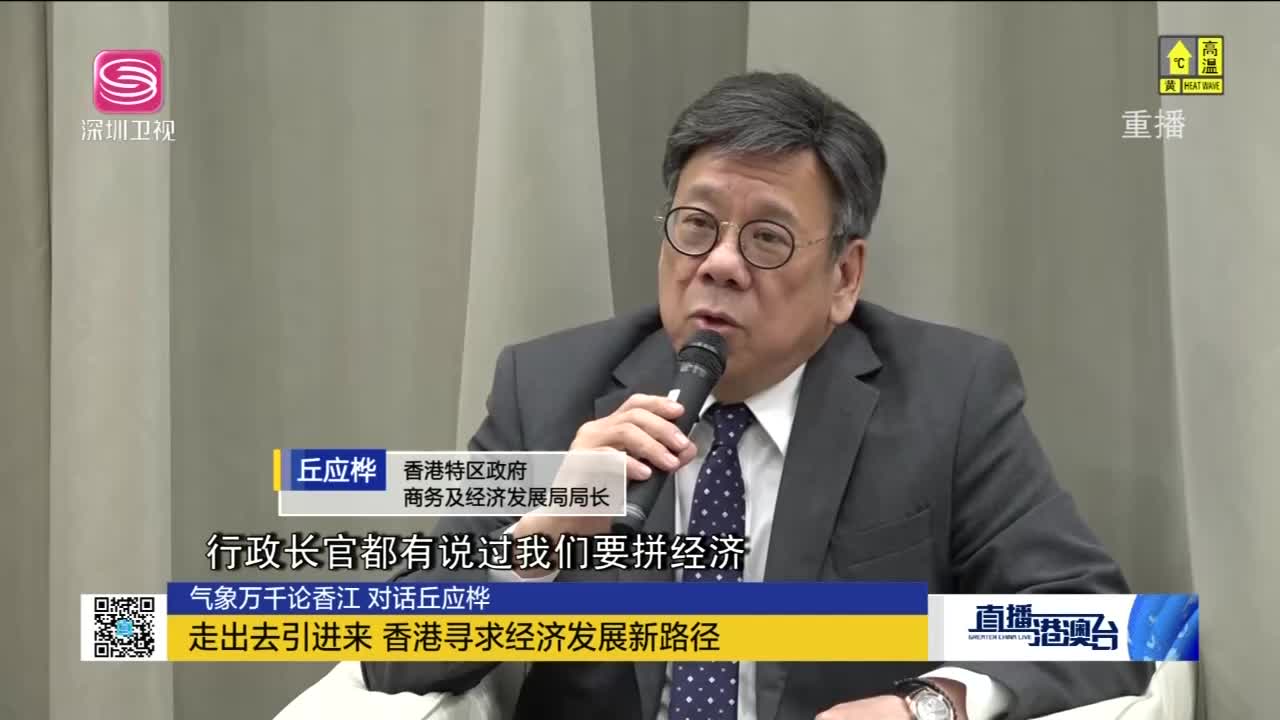 深圳卫视
高温
℃
黄 HEAT WAVE
重播
丘应桦
香港特区政府
商务及经济发展局局长
行政长官都有说过我们要拼经济
气象万千论香江 对话丘应桦
走出去引进来 香港寻求经济发展新路径
直播港澳台
GREATER CHINA LIVE